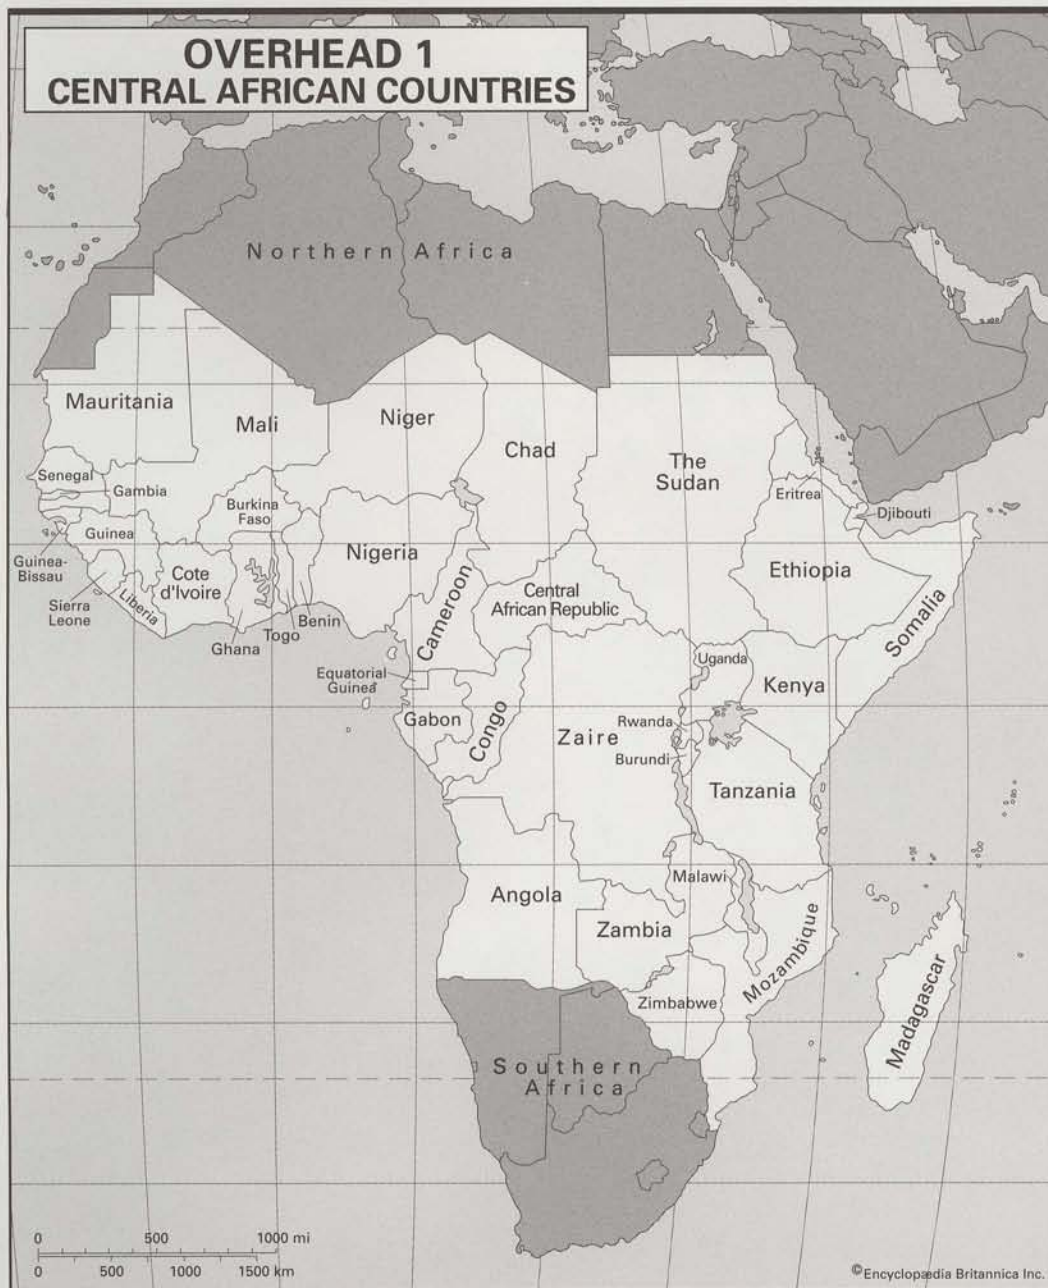 OVERHEAD 1
CENTRAL AFRICAN COUNTRIES
Northern Africa
Mauritania
Mali
Niger
Chad
The
Sudan
Senegal
Gambia
Burkina
Faso
Eritrea
Djibouti
Guinea
Guinea-
Bissau
Nigeria
Cote
d'Ivoire
Ethiopia
Central
African Republic
Cameroon
Somalia
Sierra
Leone
Liberia
Benin
Togo
Ghana
Uganda
Kenya
Equatorial
Guinea
Gabon
Congo
Zaire
Rwanda
Burundi
Tanzania
Malawi
Angola
Zambia
Mozambique
Zimbabwe
Madagascar
Southern
Africa
0 500 1000 mi
0 500 1000 1500 km
©Encyclopædia Britannica Inc.